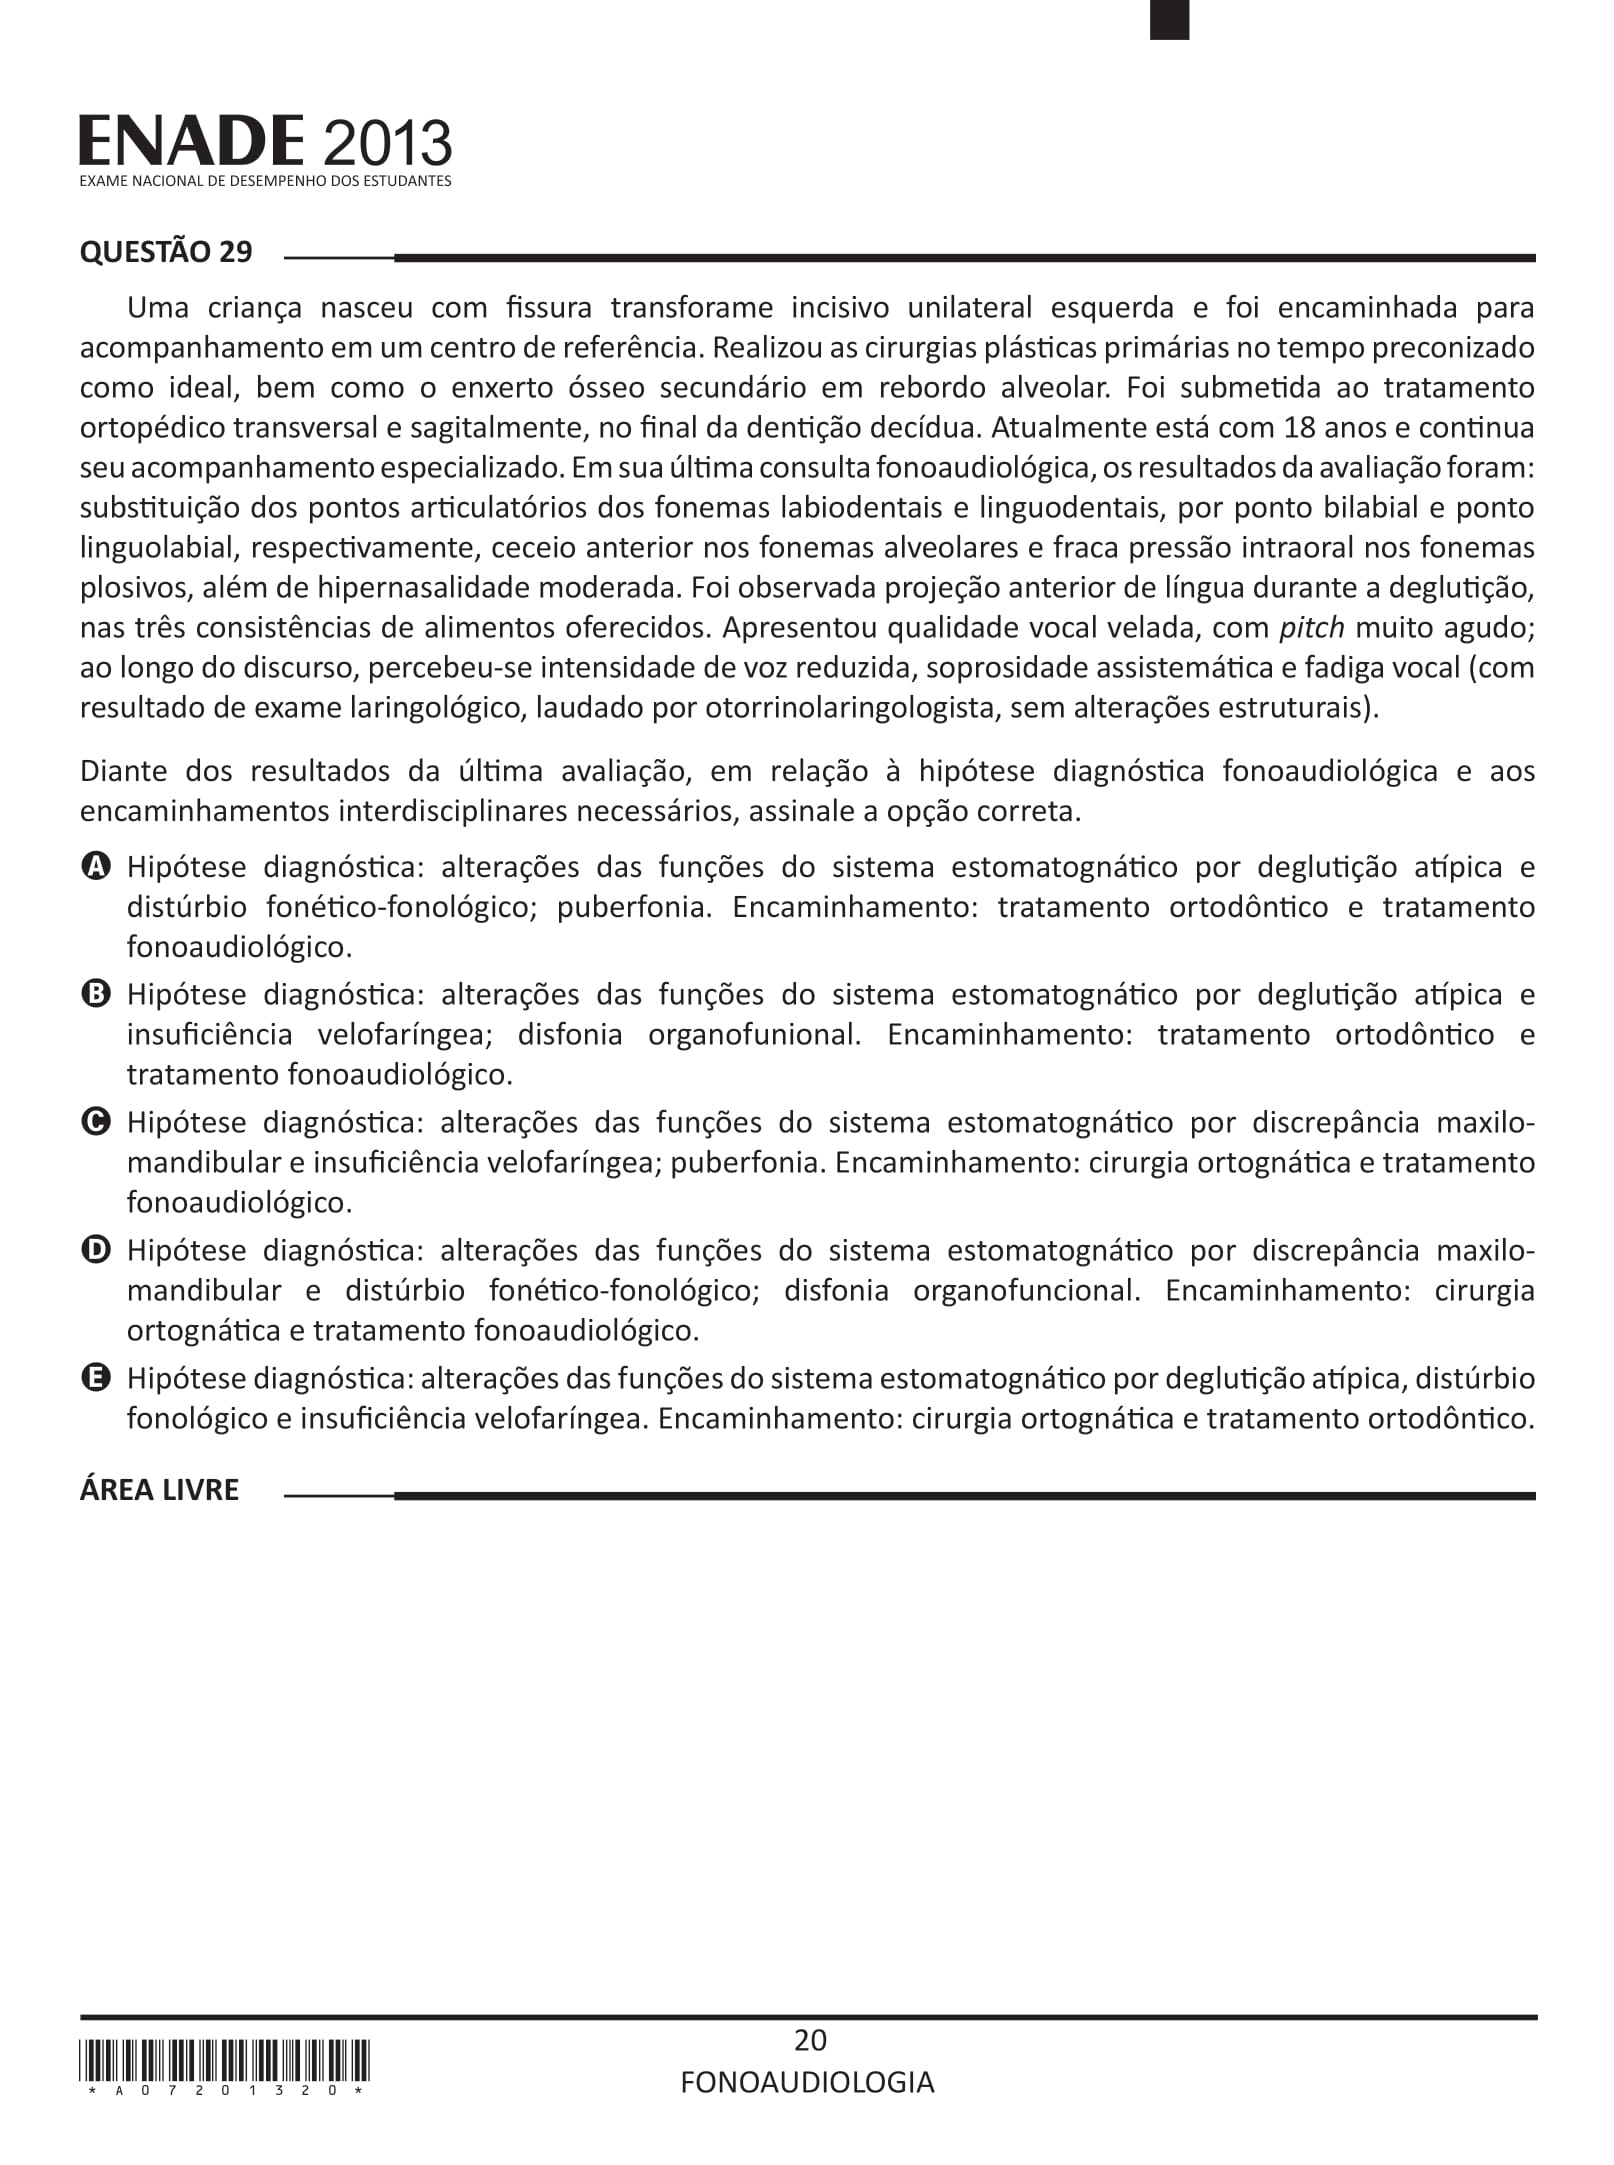 ENADE 2013
EXAME NACIONAL DE DESEMPENHO DOS ESTUDANTES
QUESTÃO 29
Uma criança nasceu com fissura transforame incisivo unilateral esquerda e foi encaminhada para
acompanhamento em um centro de referência. Realizou as cirurgias plásticas primárias no tempo preconizado
como ideal, bem como o enxerto ósseo secundário em rebordo alveolar. Foi submetida ao tratamento
ortopédico transversal e sagitalmente, no final da dentição decídua. Atualmente está com 18 anos e continua
seu acompanhamento especializado. Em sua última consulta fonoaudiológica, os resultados da avaliação foram:
substituição dos pontos articulatórios dos fonemas labiodentais e linguodentais, por ponto bilabial e ponto
linguolabial, respectivamente, ceceio anterior nos fonemas alveolares e fraca pressão intraoral nos fonemas
plosivos, além de hipernasalidade moderada. Foi observada projeção anterior de língua durante a deglutição,
nas três consistências de alimentos oferecidos. Apresentou qualidade vocal velada, com pitch muito agudo;
ao longo do discurso, percebeu-se intensidade de voz reduzida, soprosidade assistemática e fadiga vocal (com
resultado de exame laringológico, laudado por otorrinolaringologista, sem alterações estruturais).
Diante dos resultados da última avaliação, em relação à hipótese diagnóstica fonoaudiológica e aos
encaminhamentos interdisciplinares necessários, assinale a opção correta.
A Hipótese diagnóstica: alterações das funções do sistema estomatognático por deglutição atípica e
distúrbio fonético-fonológico; puberfonia. Encaminhamento: tratamento ortodôntico e tratamento
fonoaudiológico.
B Hipótese diagnóstica: alterações das funções do sistema estomatognático por deglutição atípica e
insuficiência velofaríngea; disfonia organofunional. Encaminhamento: tratamento ortodôntico e
tratamento fonoaudiológico.
C Hipótese diagnóstica: alterações das funções do sistema estomatognático por discrepância maxilo-
mandibular e insuficiência velofaríngea; puberfonia. Encaminhamento: cirurgia ortognática e tratamento
fonoaudiológico.
D Hipótese diagnóstica: alterações das funções do sistema estomatognático por discrepância maxilo-
mandibular e distúrbio fonético-fonológico; disfonia organofuncional. Encaminhamento: cirurgia
ortognática e tratamento fonoaudiológico.
E Hipótese diagnóstica: alterações das funções do sistema estomatognático por deglutição atípica, distúrbio
fonológico e insuficiência velofaríngea. Encaminhamento: cirurgia ortognática e tratamento ortodôntico.
ÁREA LIVRE
20
FONOAUDIOLOGIA
* A 0 7 2 0 1 3 2 0 *